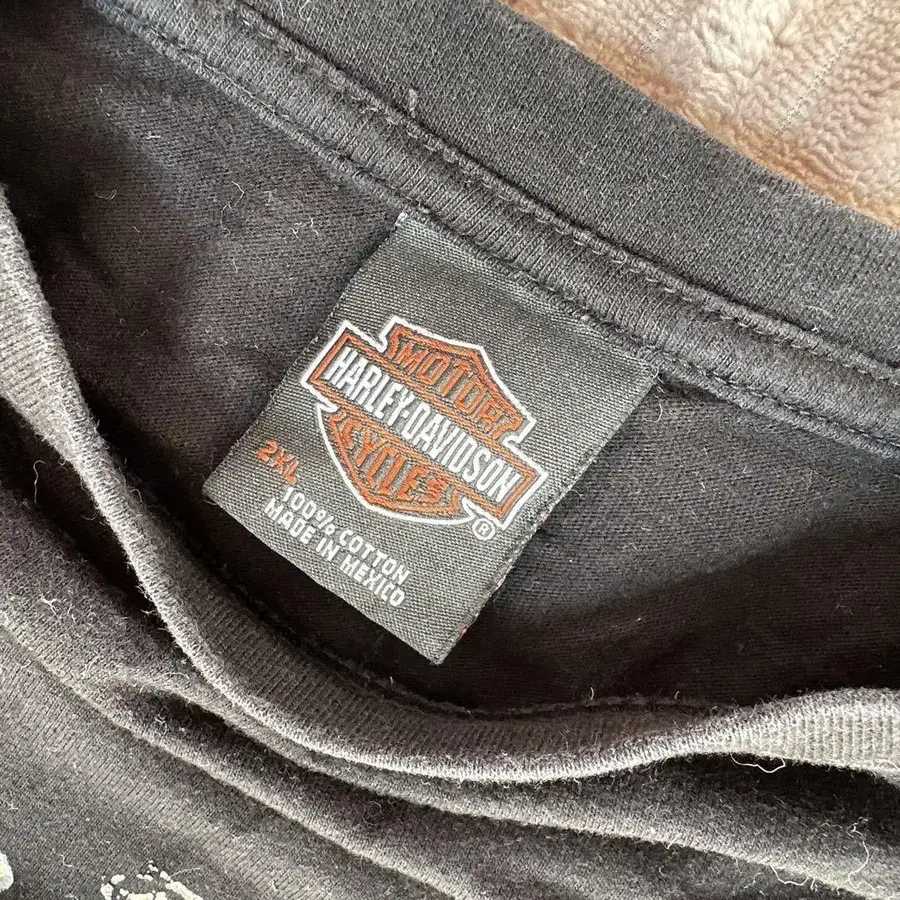 MOTOR
HARLEY-DAVIDSON
CYCLES
®
2XL
100% COTTON
MADE IN MEXICO